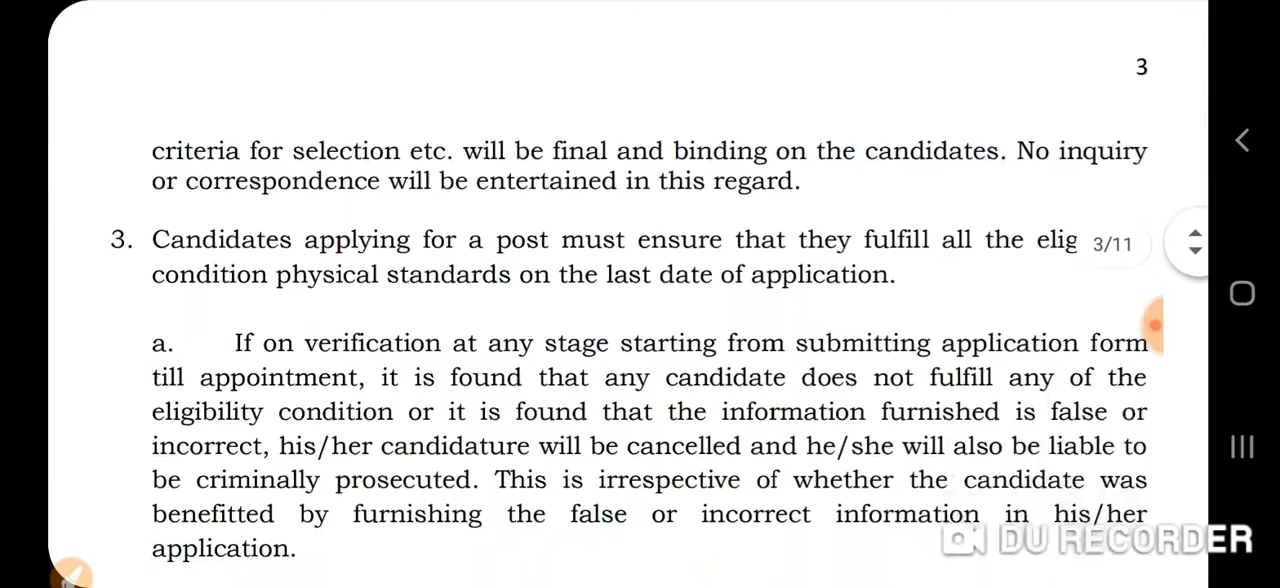 3
criteria for selection etc. will be final and binding on the candidates. No inquiry
or correspondence will be entertained in this regard.
3. Candidates applying for a post must ensure that they fulfill all the elig
3/11
condition physical standards on the last date of application.
a. If on verification at any stage starting from submitting application form
till appointment, it is found that any candidate does not fulfill any of the
eligibility condition or it is found that the information furnished is false or
incorrect, his/her candidature will be cancelled and he/she will also be liable to
be criminally prosecuted. This is irrespective of whether the candidate was
benefitted by furnishing the false or incorrect information in his/her
application.
DU RECORDER